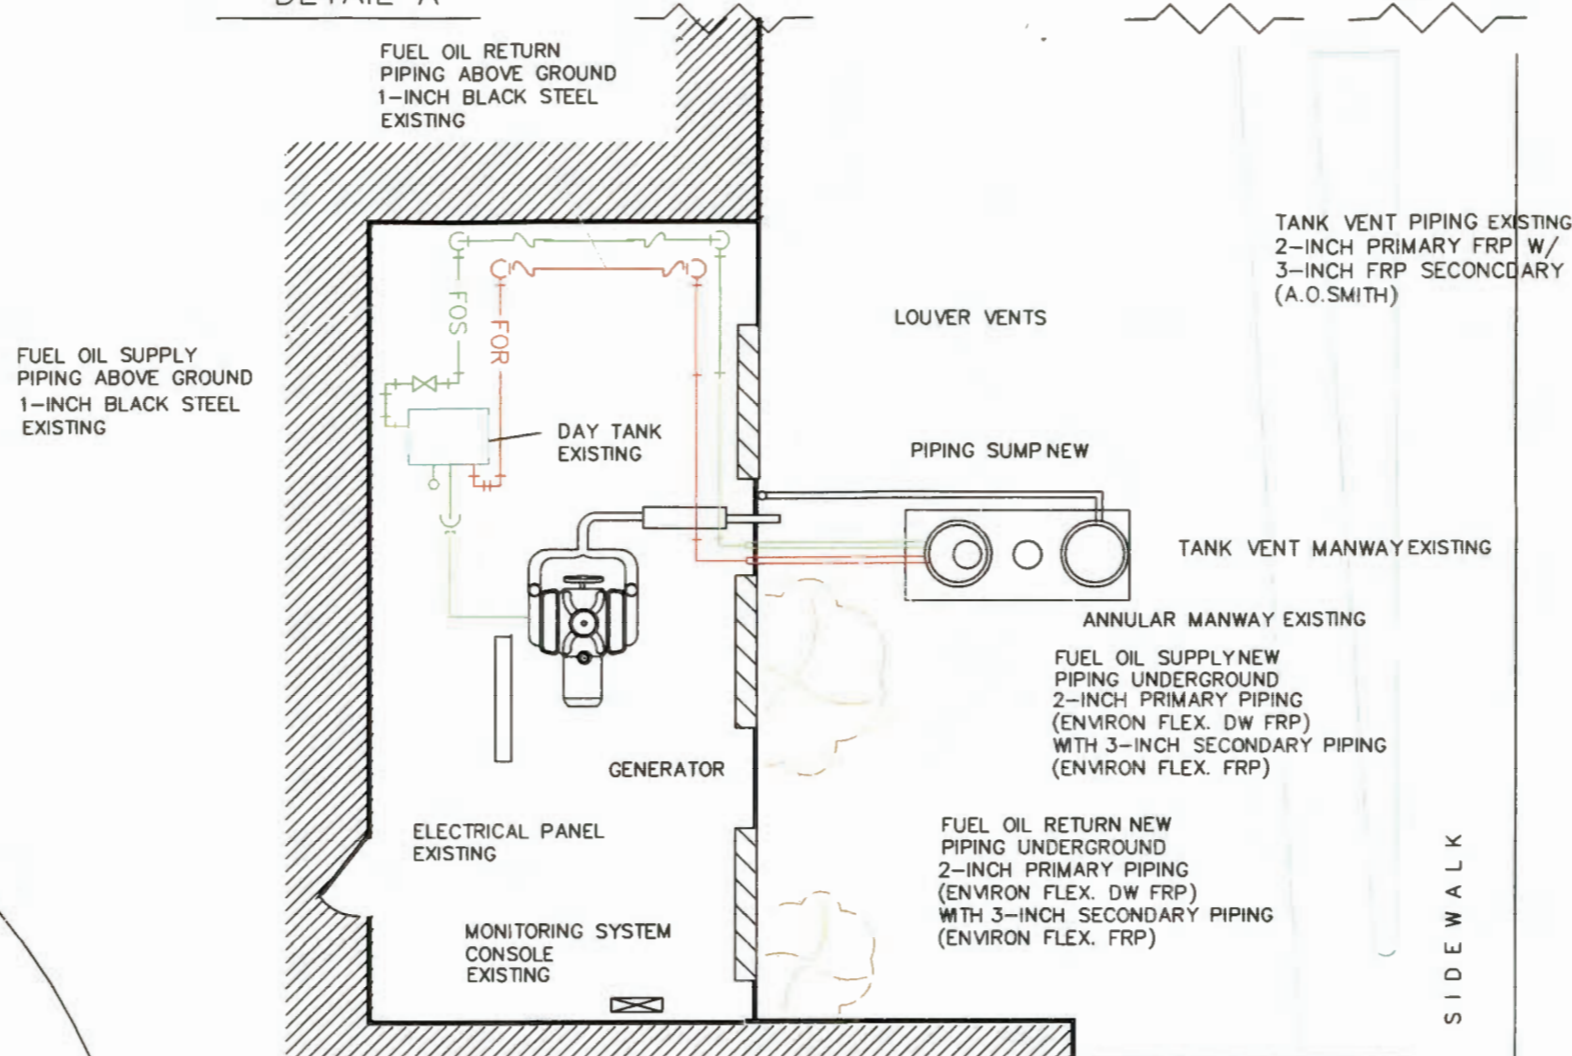 DETAIL A
FUEL OIL RETURN
PIPING ABOVE GROUND
1-INCH BLACK STEEL
EXISTING
TANK VENT PIPING EXISTING
2-INCH PRIMARY FRP W/
3-INCH FRP SECONCDARY
(A.O.SMITH)
FOS
FOR
LOUVER VENTS
FUEL OIL SUPPLY
PIPING ABOVE GROUND
1-INCH BLACK STEEL
EXISTING
DAY TANK
EXISTING
PIPING SUMP NEW
TANK VENT MANWAY EXISTING
ANNULAR MANWAY EXISTING
FUEL OIL SUPPLY NEW
PIPING UNDERGROUND
2-INCH PRIMARY PIPING
(ENVIRON FLEX. DW FRP)
WITH 3-INCH SECONDARY PIPING
(ENVIRON FLEX. FRP)
GENERATOR
ELECTRICAL PANEL
EXISTING
FUEL OIL RETURN NEW
PIPING UNDERGROUND
2-INCH PRIMARY PIPING
(ENVIRON FLEX. DW FRP)
WITH 3-INCH SECONDARY PIPING
(ENVIRON FLEX. FRP)
MONITORING SYSTEM
CONSOLE
EXISTING
SIDEWALK